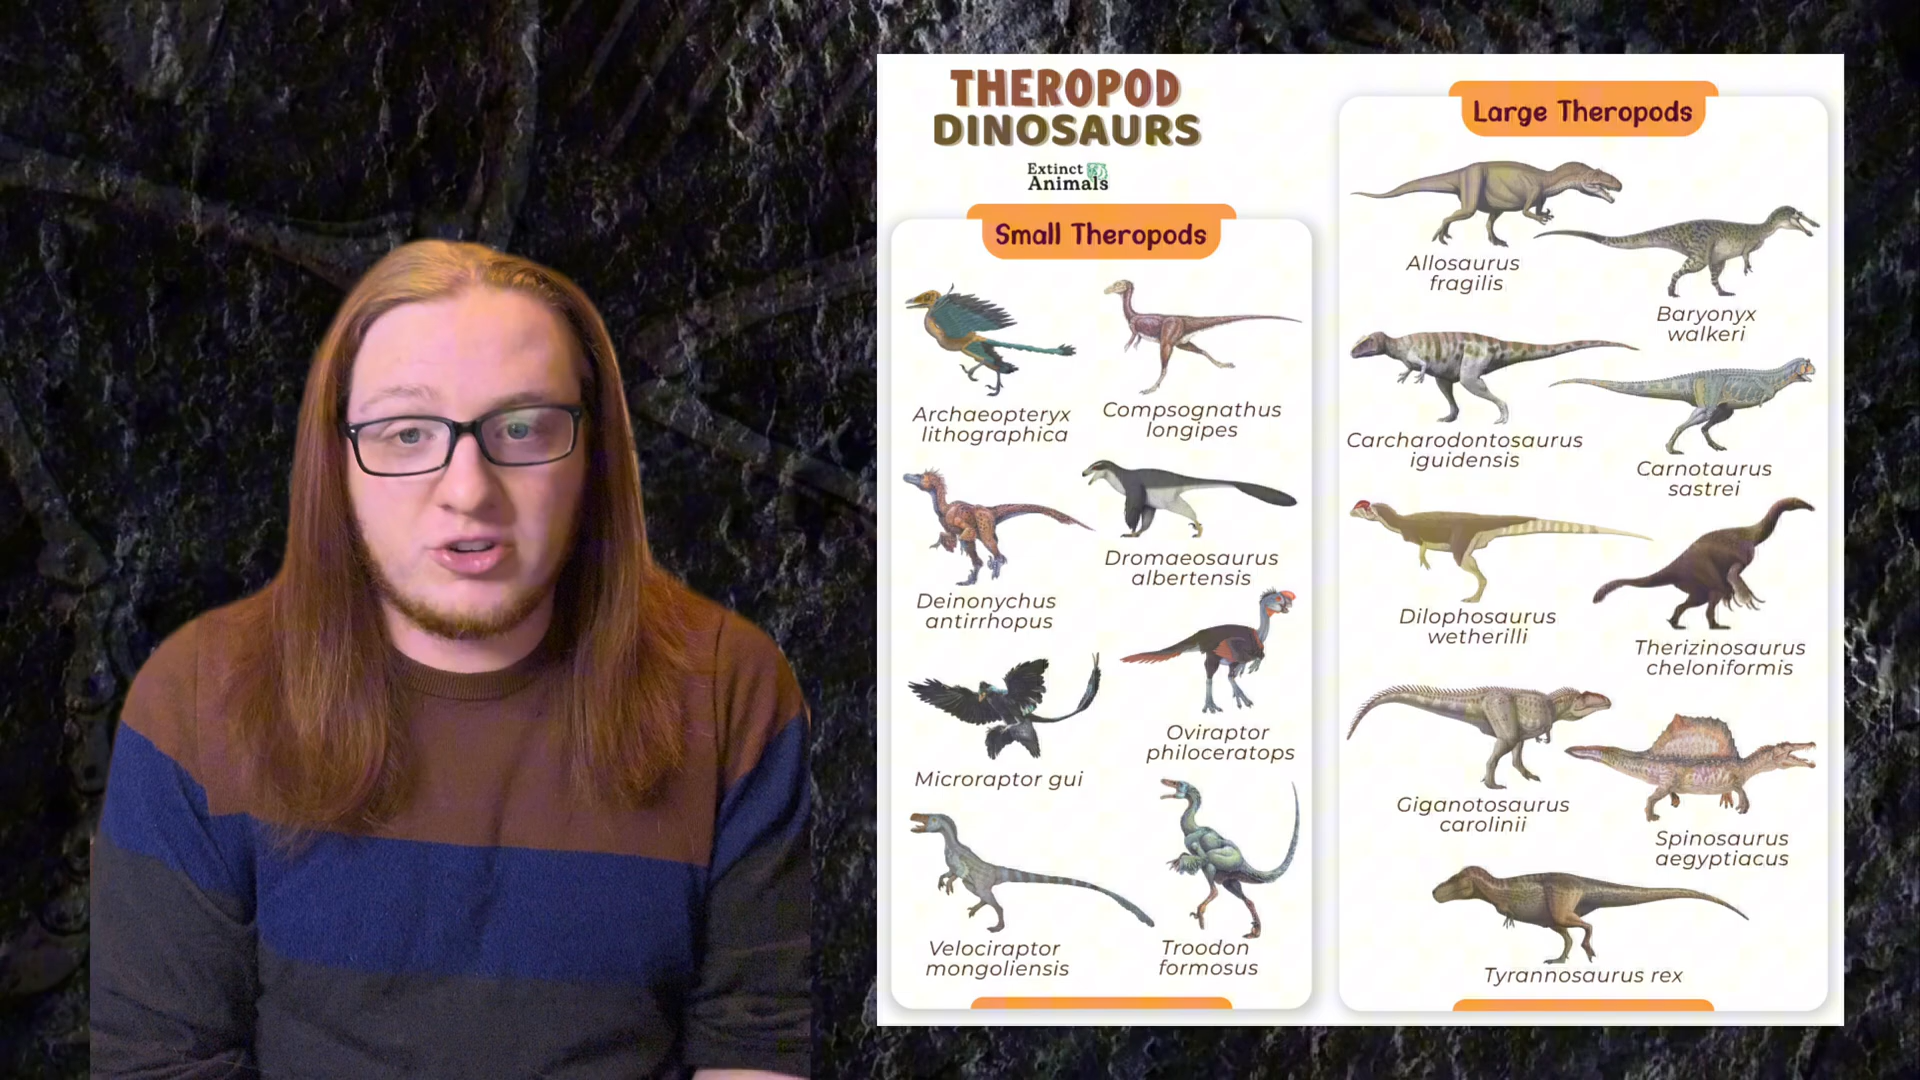 THEROPOD
DINOSAURS
Extinct
Animals
Small Theropods
Archaeopteryx
lithographica
Compsognathus
longipes
Deinonychus
antirrhopus
Dromaeosaurus
albertensis
Microraptor gui
Oviraptor
philoceratops
Velociraptor
mongoliensis
Troodon
formosus
Large Theropods
Allosaurus
fragilis
Baryonyx
walkeri
Carcharodontosaurus
iguidensis
Carnotaurus
sastrei
Dilophosaurus
wetherilli
Therizinosaurus
cheloniformis
Giganotosaurus
carolinii
Spinosaurus
aegyptiacus
Tyrannosaurus rex